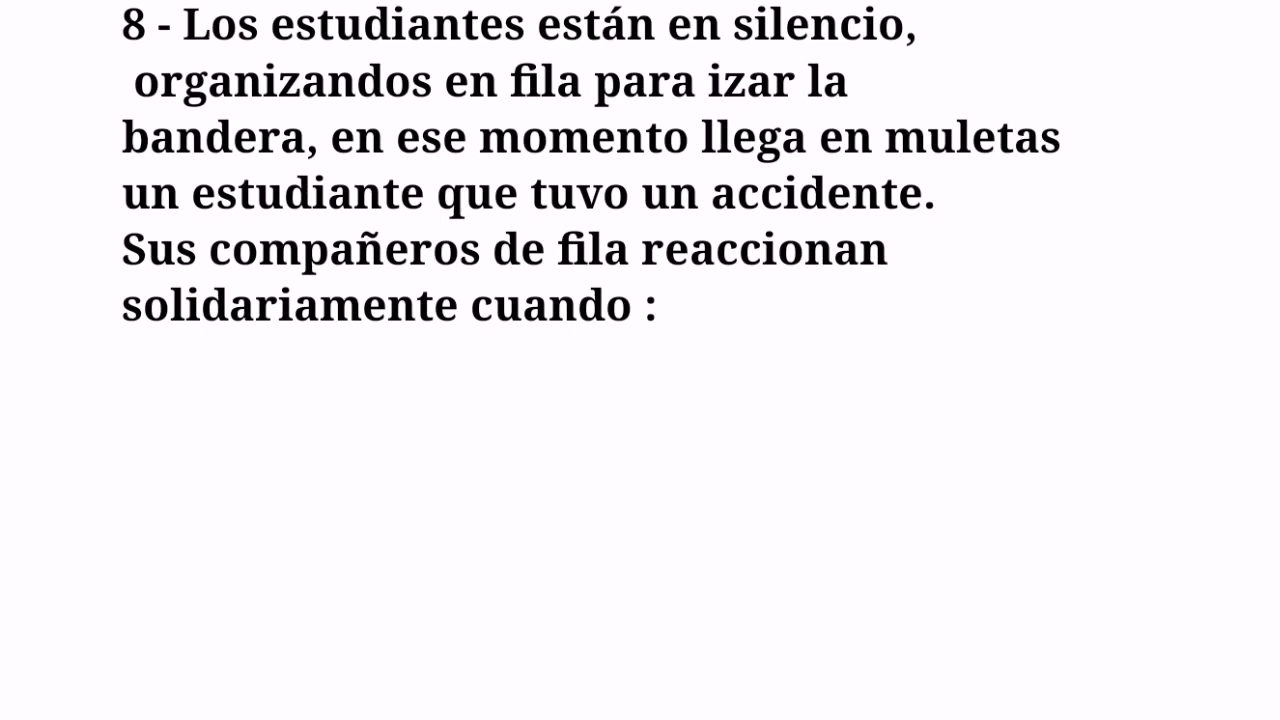 8 - Los estudiantes están en silencio,
organizandos en fila para izar la
bandera, en ese momento llega en muletas
un estudiante que tuvo un accidente.
Sus compañeros de fila reaccionan
solidariamente cuando :